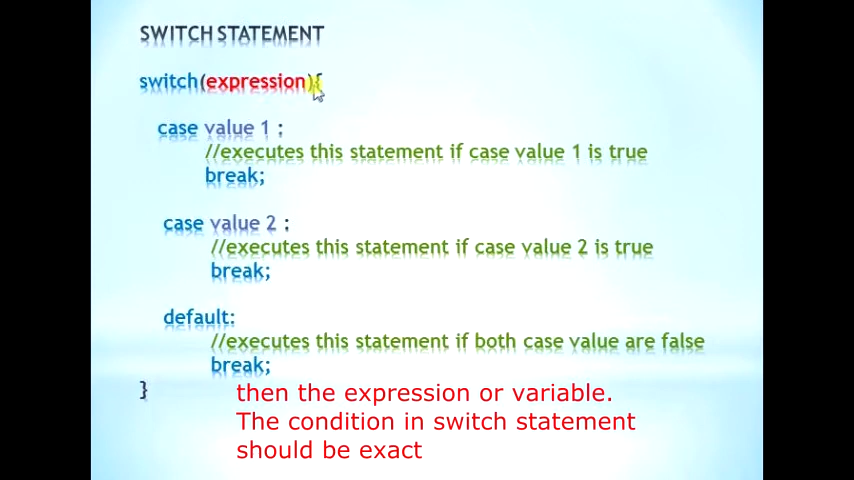 SWITCH STATEMENT
switch(expression){
case value 1 :
//executes this statement if case value 1 is true
break;
case value 2 :
//executes this statement if case value 2 is true
break;
default:
//executes this statement if both case value are false
break;
}
then the expression or variable.
The condition in switch statement
should be exact